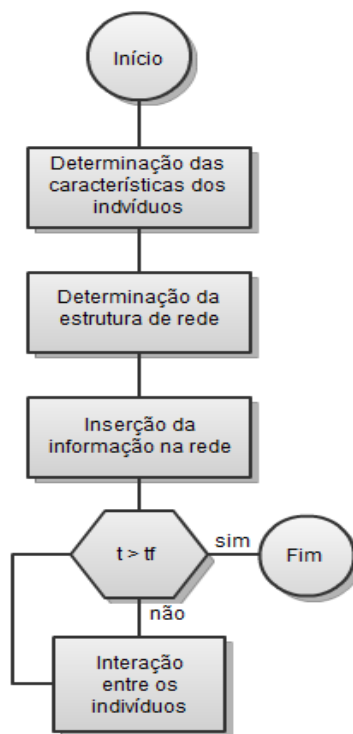 Início
Determinação das
características dos
indvíduos
Determinação da
estrutura de rede
Inserção da
informação na rede
t > tf
sim
Fim
não
Interação
entre os
indivíduos